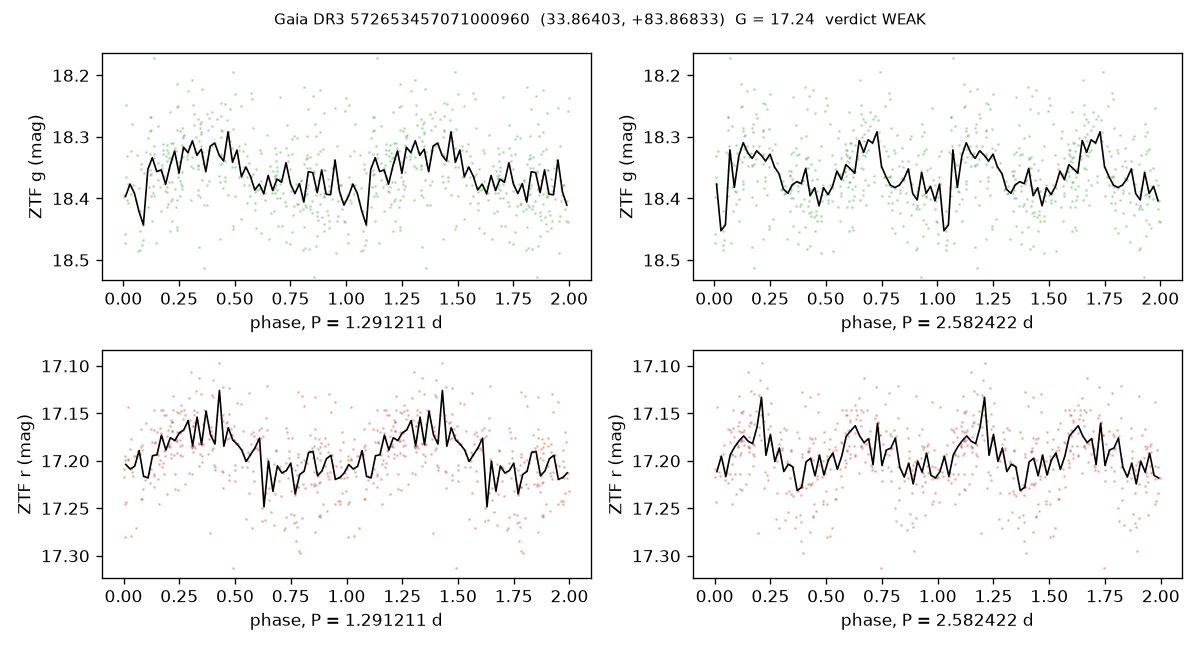 Gaia DR3 572653457071000960 (33.86403, +83.86833) G = 17.24 verdict WEAK
ZTF g (mag)
18.2
18.3
18.4
18.5
0.00 0.25 0.50 0.75 1.00 1.25 1.50 1.75 2.00
phase, P = 1.291211 d
ZTF g (mag)
18.2
18.3
18.4
18.5
0.00 0.25 0.50 0.75 1.00 1.25 1.50 1.75 2.00
phase, P = 2.582422 d
ZTF r (mag)
17.10
17.15
17.20
17.25
17.30
0.00 0.25 0.50 0.75 1.00 1.25 1.50 1.75 2.00
phase, P = 1.291211 d
ZTF r (mag)
17.10
17.15
17.20
17.25
17.30
0.00 0.25 0.50 0.75 1.00 1.25 1.50 1.75 2.00
phase, P = 2.582422 d